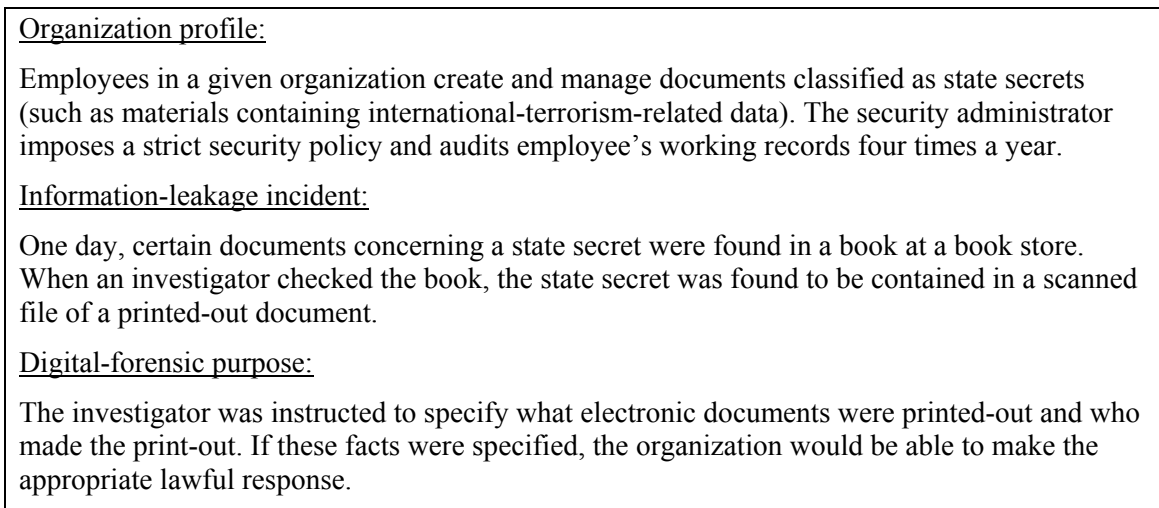 Organization profile:
Employees in a given organization create and manage documents classified as state secrets
(such as materials containing international-terrorism-related data). The security administrator
imposes a strict security policy and audits employee's working records four times a year.
Information-leakage incident:
One day, certain documents concerning a state secret were found in a book at a book store.
When an investigator checked the book, the state secret was found to be contained in a scanned
file of a printed-out document.
Digital-forensic purpose:
The investigator was instructed to specify what electronic documents were printed-out and who
made the print-out. If these facts were specified, the organization would be able to make the
appropriate lawful response.